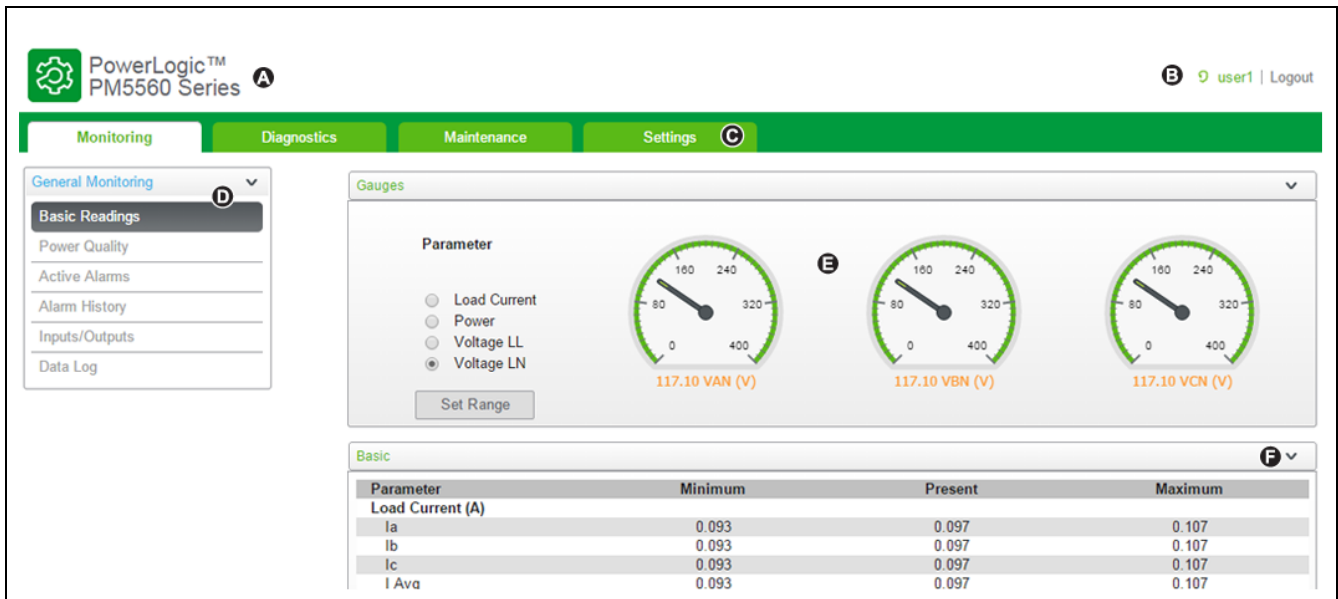 PowerLogic™
PM5560 Series A
B user1 | Logout
Monitoring Diagnostics Maintenance Settings C
General Monitoring D
Basic Readings
Power Quality
Active Alarms
Alarm History
Inputs/Outputs
Data Log
Gauges
Parameter
Load Current
Power
Voltage LL
Voltage LN
Set Range
E
0 80 160 240 320 400
117.10 VAN (V)
0 80 160 240 320 400
117.10 VBN (V)
0 80 160 240 320 400
117.10 VCN (V)
Basic F
Parameter Minimum Present Maximum
Load Current (A)
Ia 0.093 0.097 0.107
Ib 0.093 0.097 0.107
Ic 0.093 0.097 0.107
I Avg 0.093 0.097 0.107